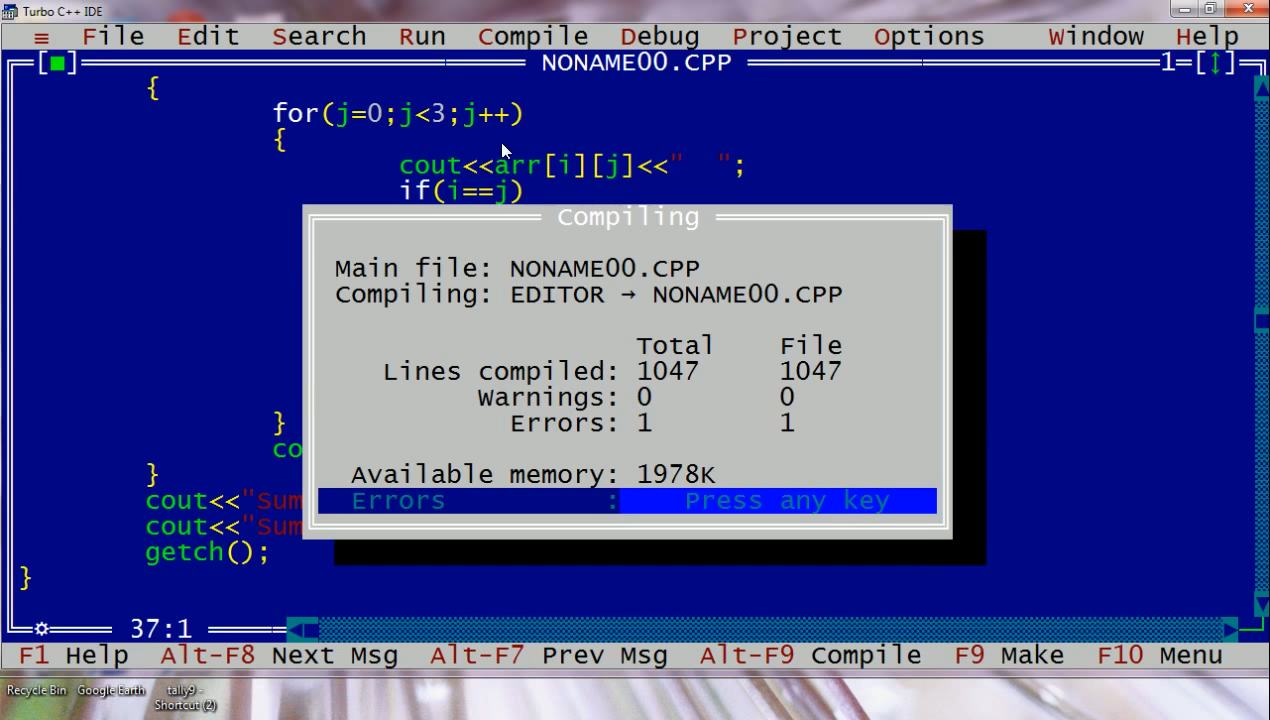 Turbo C++ IDE
≡ File Edit Search Run Compile Debug Project Options Window Help
[■] NONAME00.CPP 1=[↕]
{
for(j=0;j<3;j++)
{
cout<<arr[i][j]<<"  ";
if(i==j)
Compiling
Main file: NONAME00.CPP
Compiling: EDITOR → NONAME00.CPP
Total File
Lines compiled: 1047 1047
Warnings: 0 0
Errors: 1 1
Available memory: 1978K
Errors : Press any key
}
co
}
cout<<"Sum
cout<<"Sum
getch();
}
37:1
F1 Help Alt-F8 Next Msg Alt-F7 Prev Msg Alt-F9 Compile F9 Make F10 Menu
Recycle Bin Google Earth tally9 -
Shortcut (2)